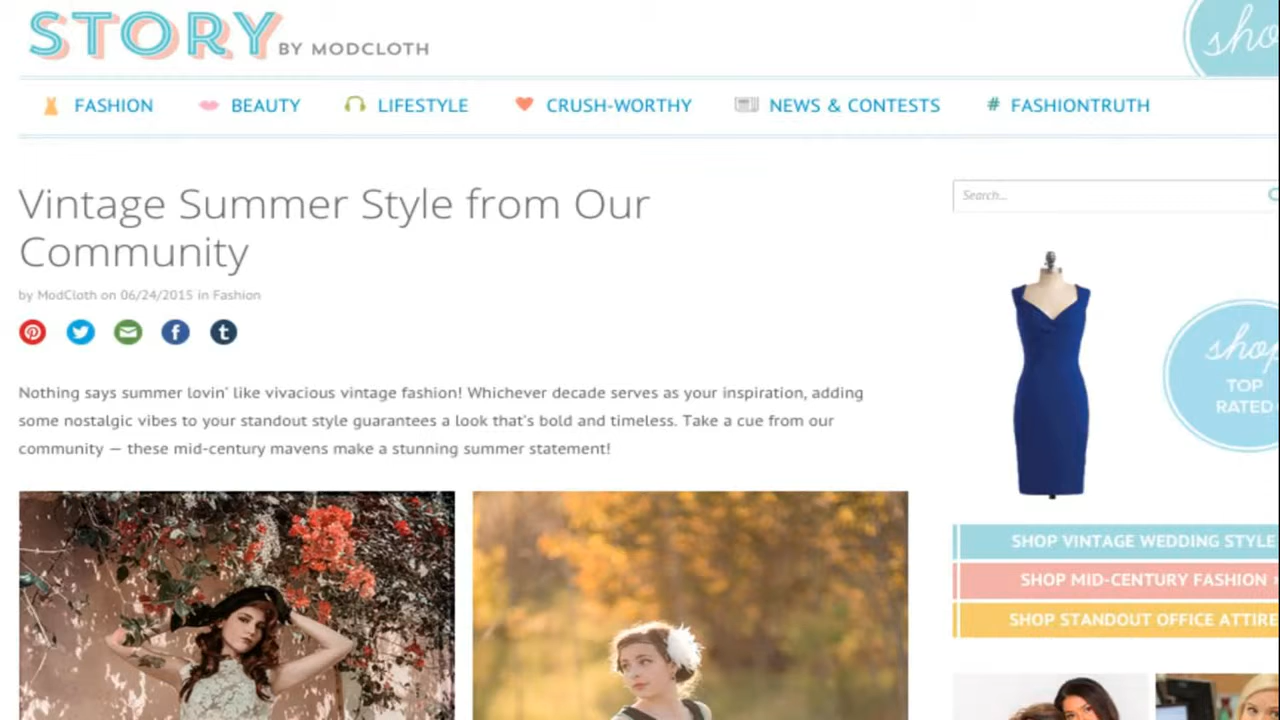 STORY BY MODCLOTH
FASHION BEAUTY LIFESTYLE CRUSH-WORTHY NEWS & CONTESTS # FASHIONTRUTH
Vintage Summer Style from Our
Community
by ModCloth on 06/24/2015 in Fashion
Search...
Nothing says summer lovin' like vivacious vintage fashion! Whichever decade serves as your inspiration, adding
some nostalgic vibes to your standout style guarantees a look that's bold and timeless. Take a cue from our
community — these mid-century mavens make a stunning summer statement!
TOP
RATED
SHOP VINTAGE WEDDING STYLE
SHOP MID-CENTURY FASHION
SHOP STANDOUT OFFICE ATTIRE